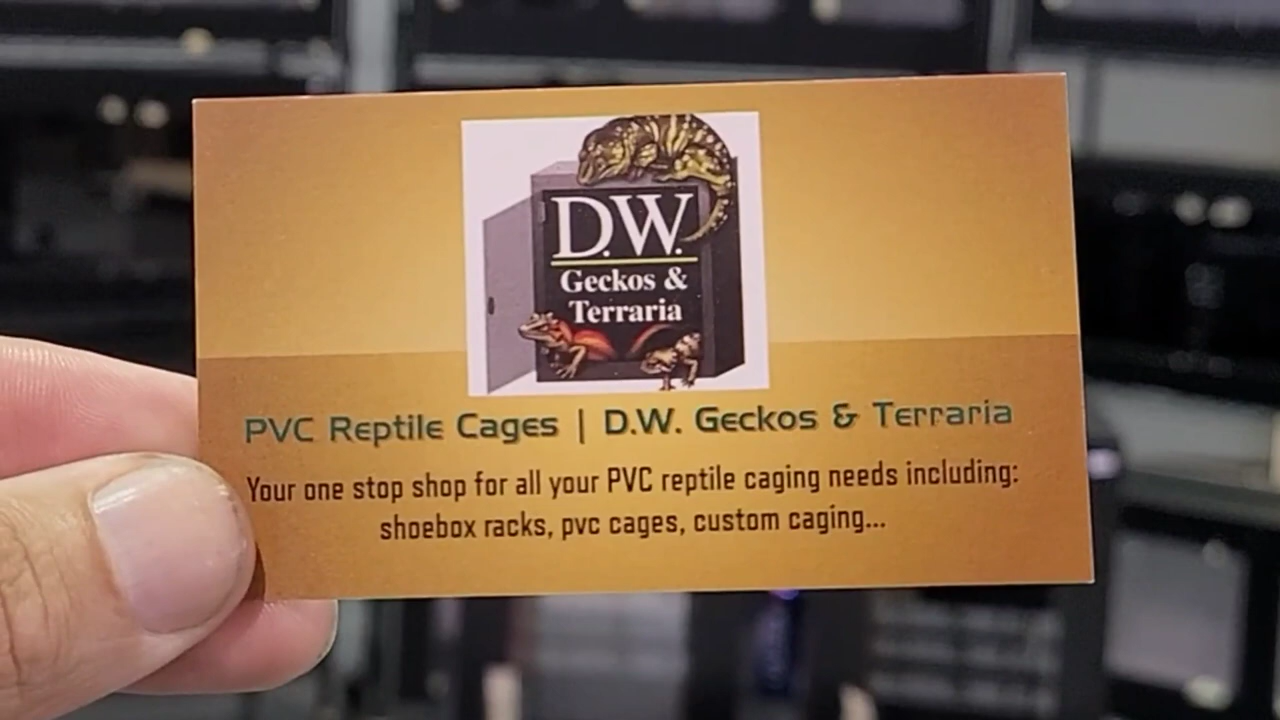 D.W.
Geckos &
Terraria
PVC Reptile Cages | D.W. Geckos & Terraria
Your one stop shop for all your PVC reptile caging needs including:
shoebox racks, pvc cages, custom caging...